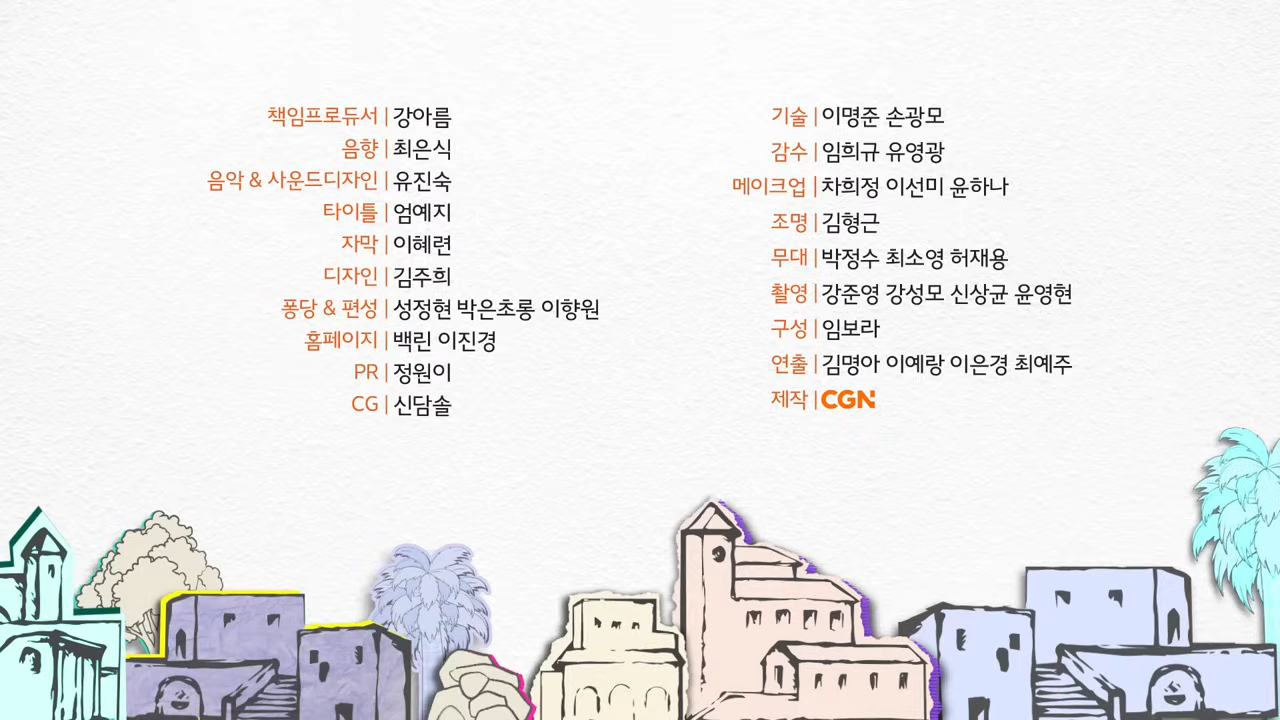 책임프로듀서 | 강아름
음향 | 최은식
음악 & 사운드디자인 | 유진숙
타이틀 | 엄예지
자막 | 이혜련
디자인 | 김주희
퐁당 & 편성 | 성정현 박은초롱 이향원
홈페이지 | 백린 이진경
PR | 정원이
CG | 신담솔
기술 | 이명준 손광모
감수 | 임희규 유영광
메이크업 | 차희정 이선미 윤하나
조명 | 김형근
무대 | 박정수 최소영 허재용
촬영 | 강준영 강성모 신상균 윤영현
구성 | 임보라
연출 | 김명아 이예랑 이은경 최예주
제작 | CGN